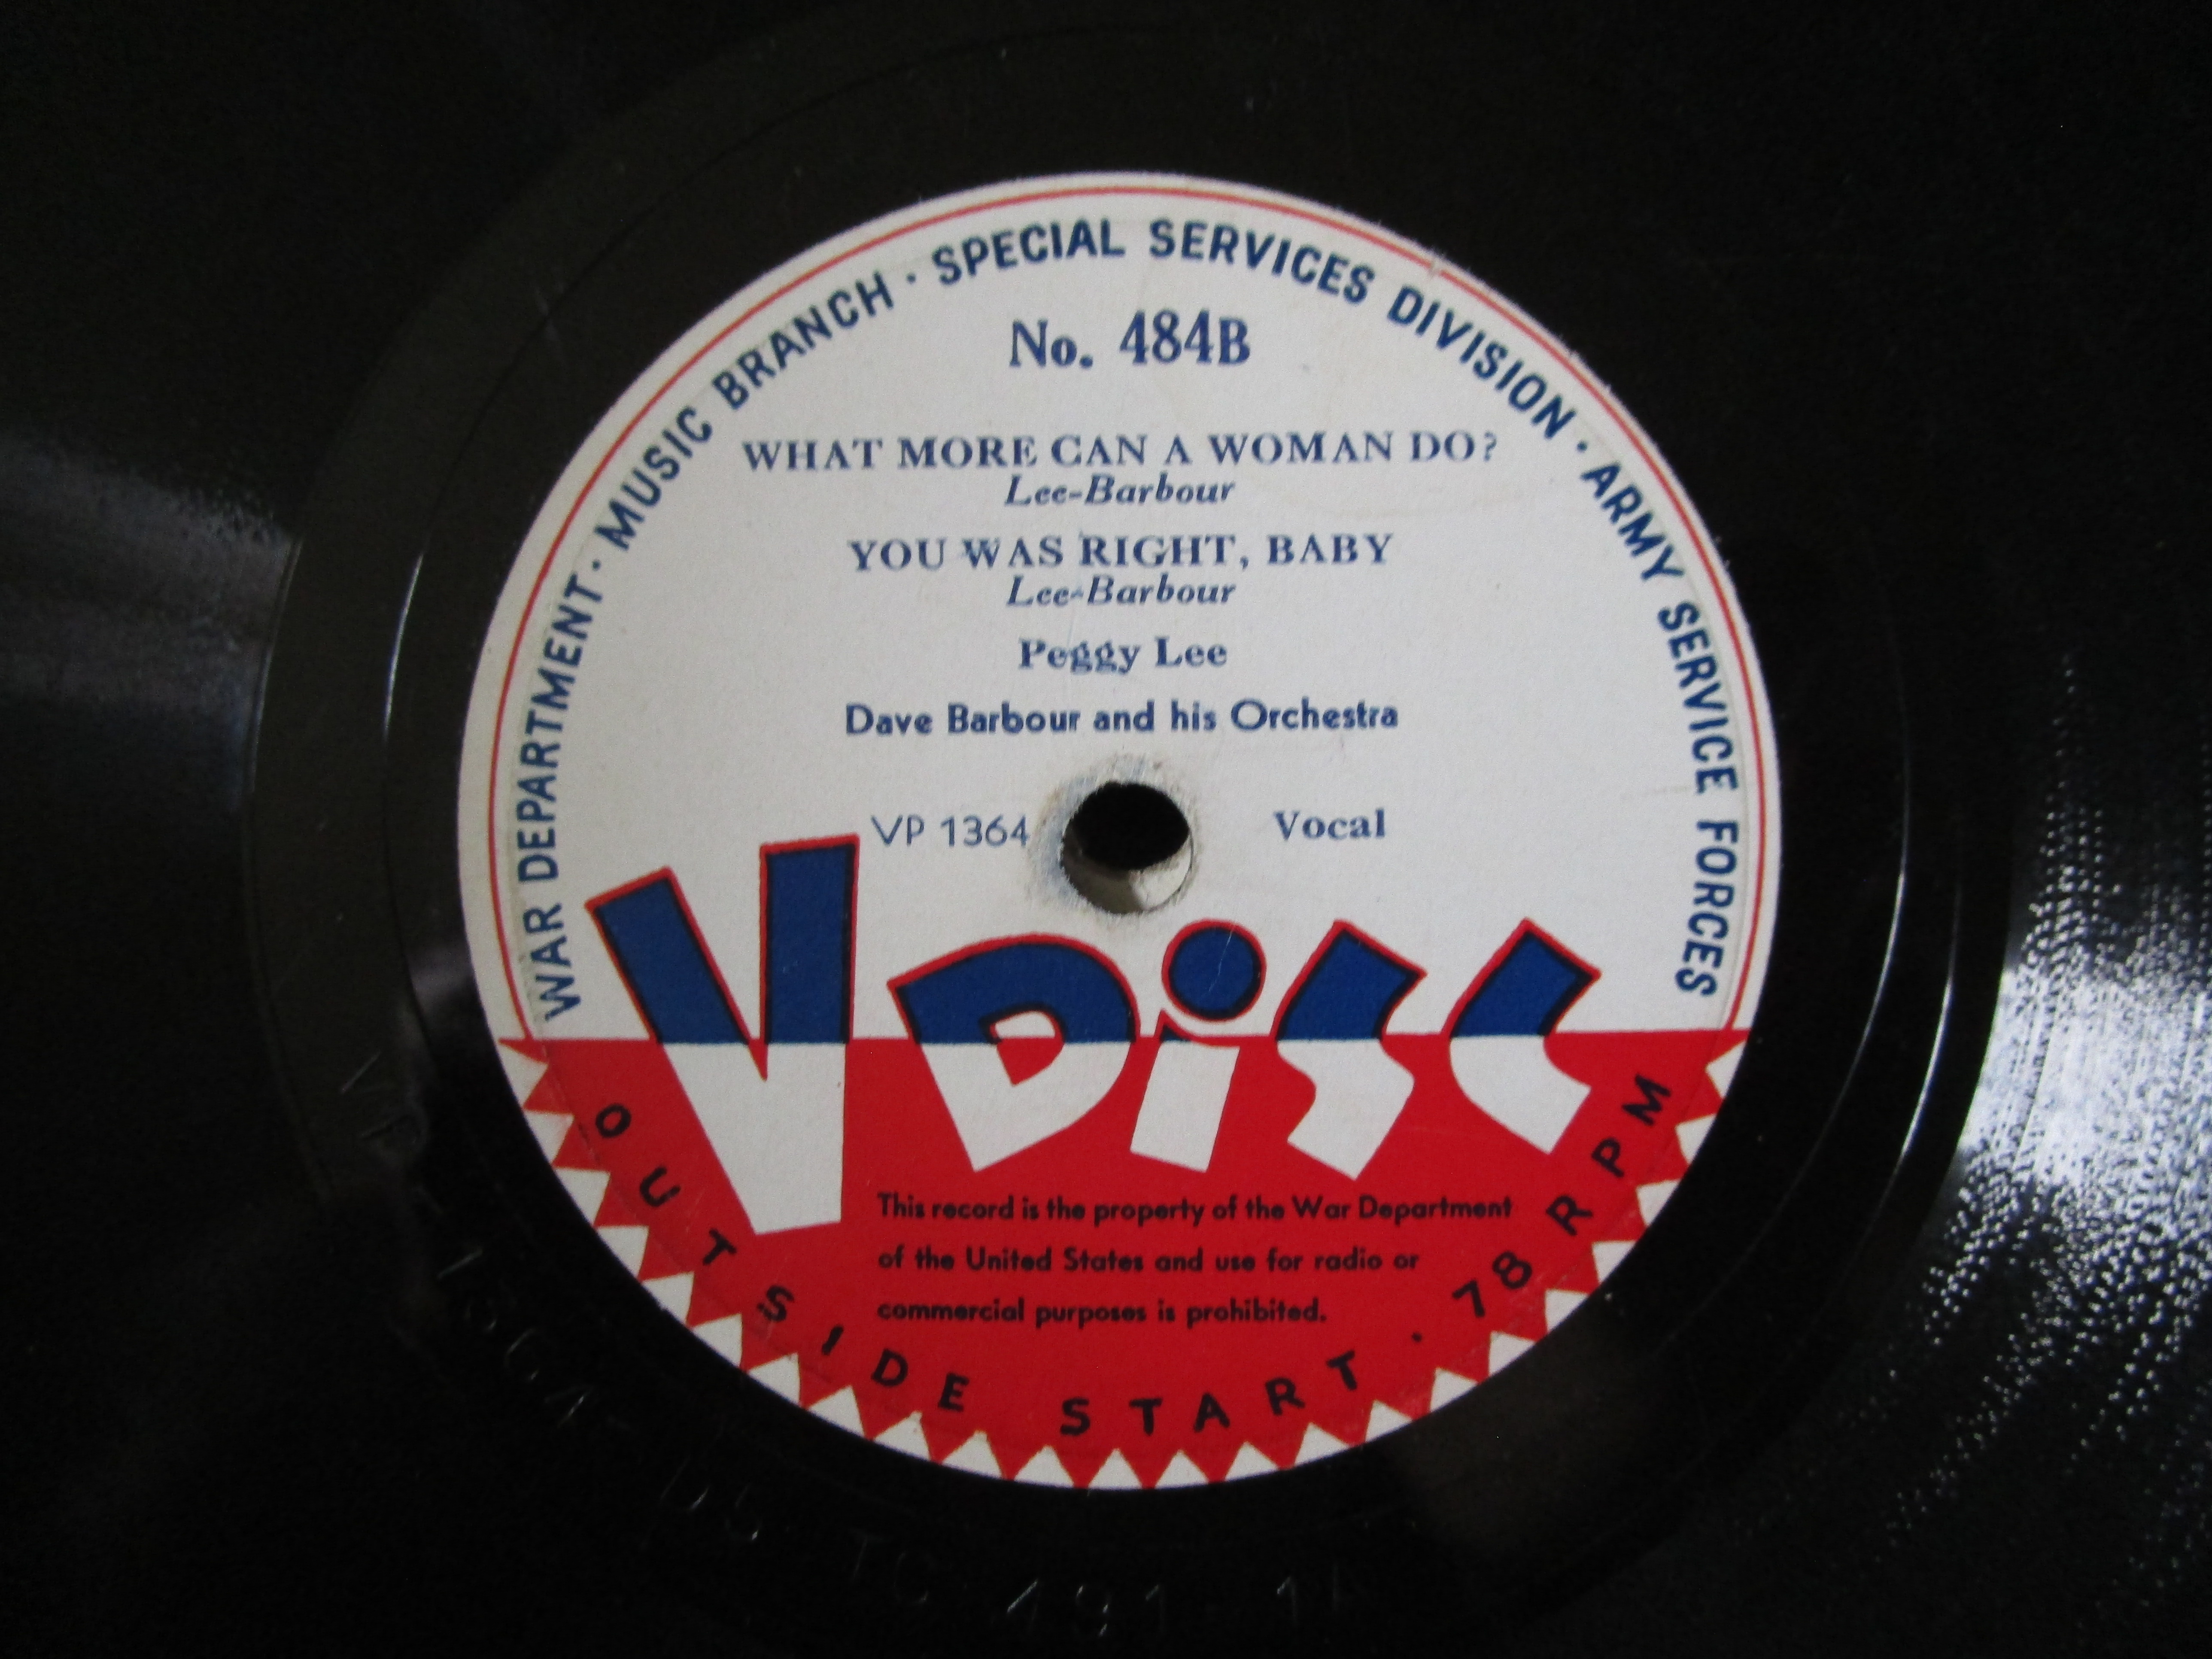 WAR DEPARTMENT · MUSIC BRANCH · SPECIAL SERVICES DIVISION · ARMY SERVICE FORCES
No. 484B
WHAT MORE CAN A WOMAN DO?
Lee-Barbour
YOU WAS RIGHT, BABY
Lee-Barbour
Peggy Lee
Dave Barbour and his Orchestra
VP 1364 Vocal
V DiSC
This record is the property of the War Department
of the United States and use for radio or
commercial purposes is prohibited.
OUTSIDE START · 78 RPM